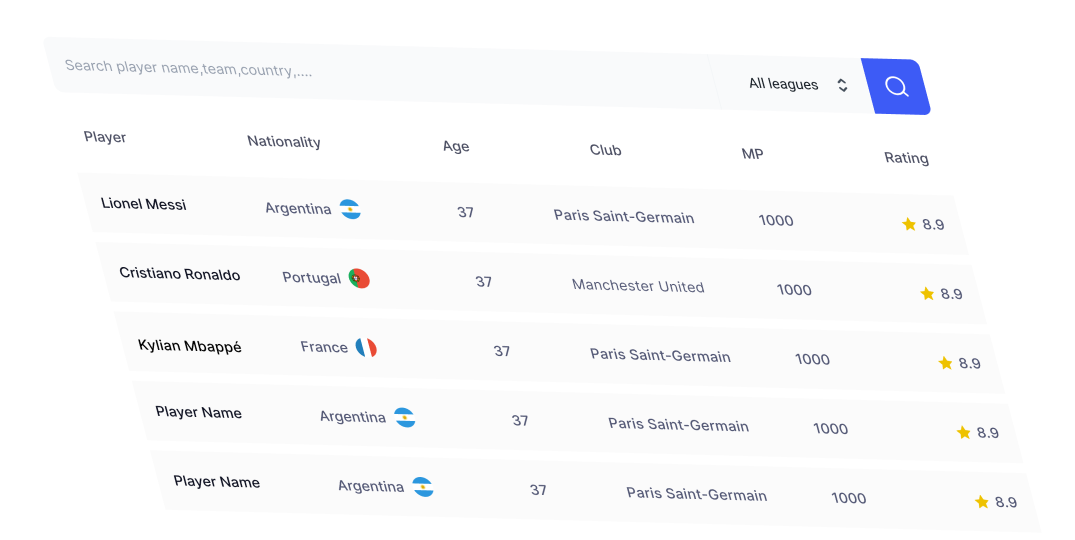 Search player name,team,country,....
All leagues
Player Nationality Age Club MP Rating
Lionel Messi Argentina 37 Paris Saint-Germain 1000 8.9
Cristiano Ronaldo Portugal 37 Manchester United 1000 8.9
Kylian Mbappé France 37 Paris Saint-Germain 1000 8.9
Player Name Argentina 37 Paris Saint-Germain 1000 8.9
Player Name Argentina 37 Paris Saint-Germain 1000 8.9